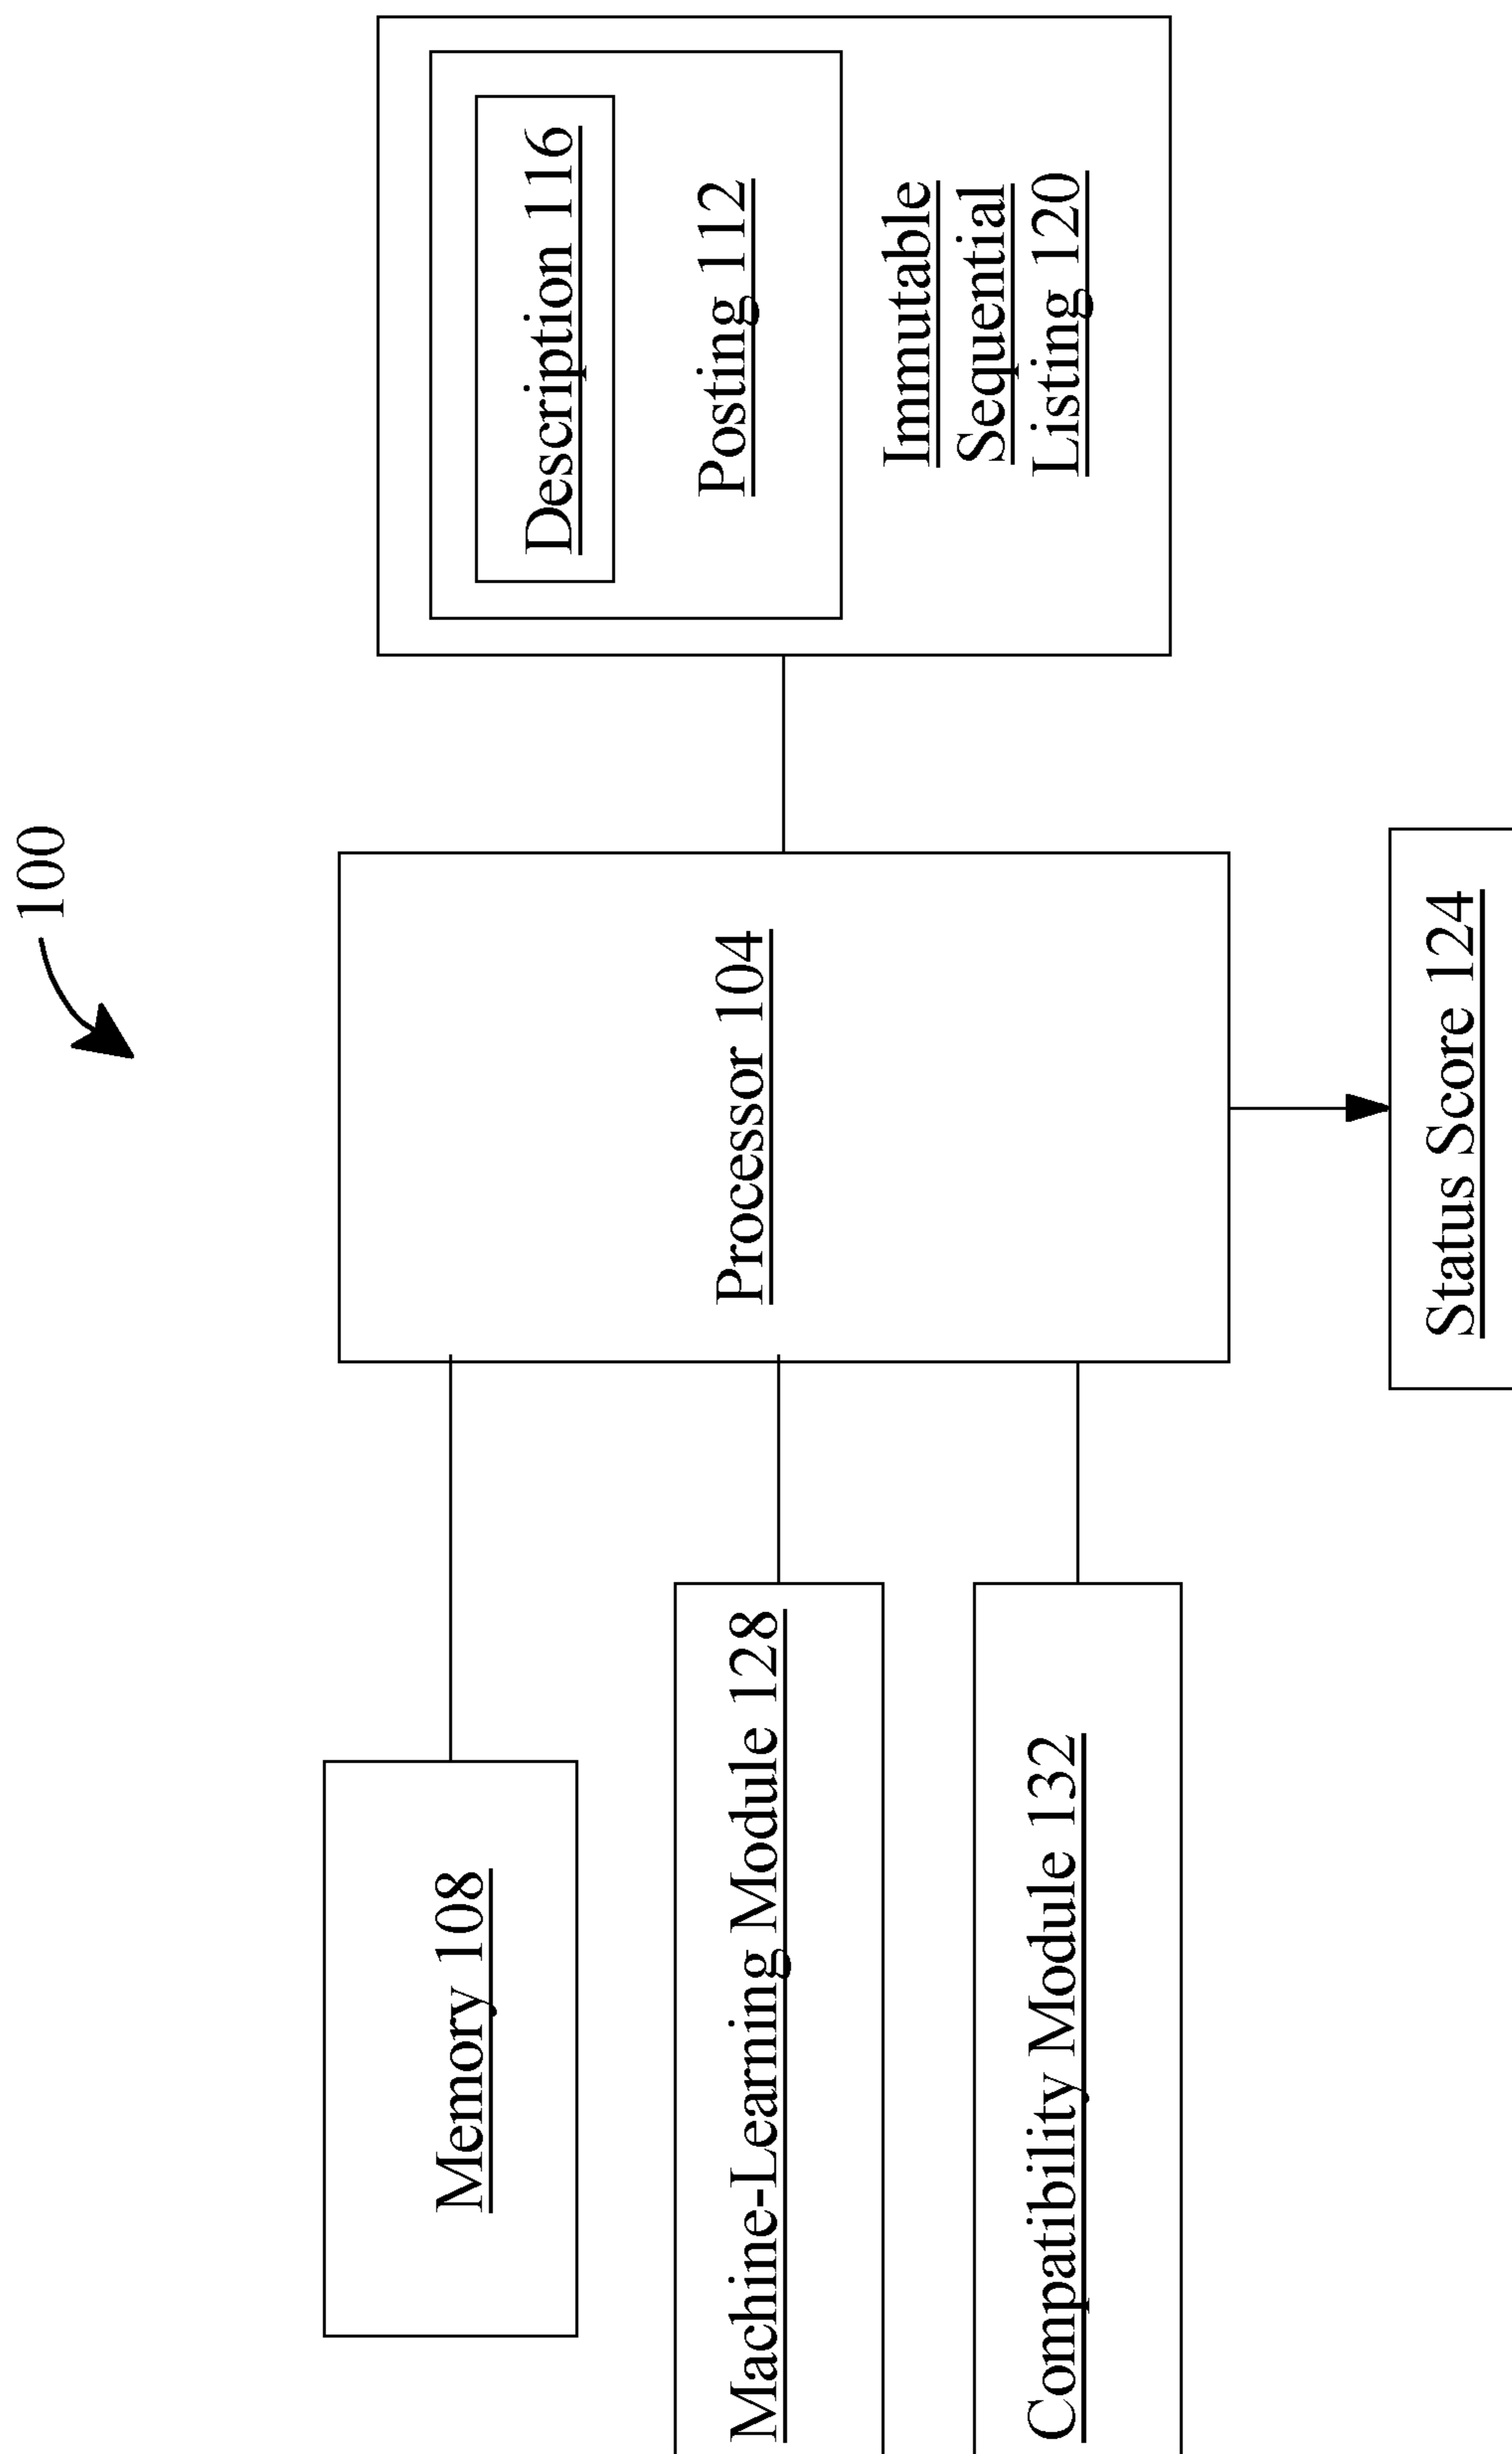 100
Memory 108
Machine-Learning Module 128
Compatibility Module 132
Processor 104
Status Score 124
Description 116
Posting 112
Immutable
Sequential
Listing 120